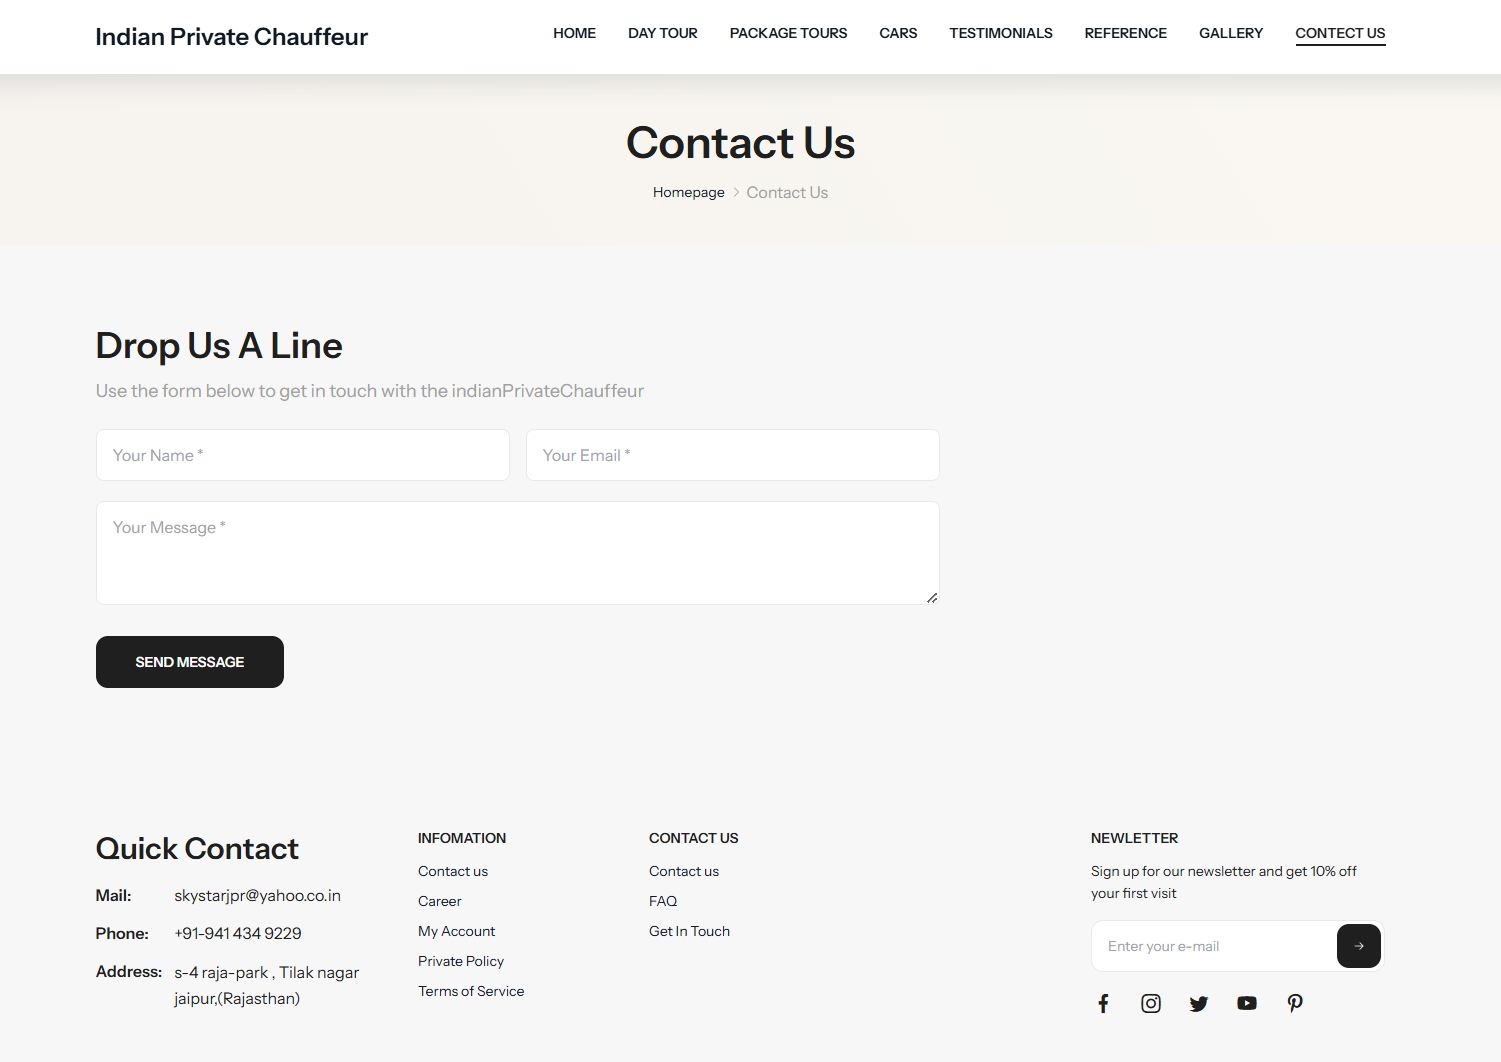 Indian Private Chauffeur
HOME DAY TOUR PACKAGE TOURS CARS TESTIMONIALS REFERENCE GALLERY CONTECT US
Contact Us
Homepage > Contact Us
Drop Us A Line
Use the form below to get in touch with the indianPrivateChauffeur
Your Name * Your Email *
Your Message *
SEND MESSAGE
Quick Contact
Mail: skystarjpr@yahoo.co.in
Phone: +91-941 434 9229
Address: s-4 raja-park , Tilak nagar
jaipur,(Rajasthan)
INFOMATION
Contact us
Career
My Account
Private Policy
Terms of Service
CONTACT US
Contact us
FAQ
Get In Touch
NEWLETTER
Sign up for our newsletter and get 10% off
your first visit
Enter your e-mail